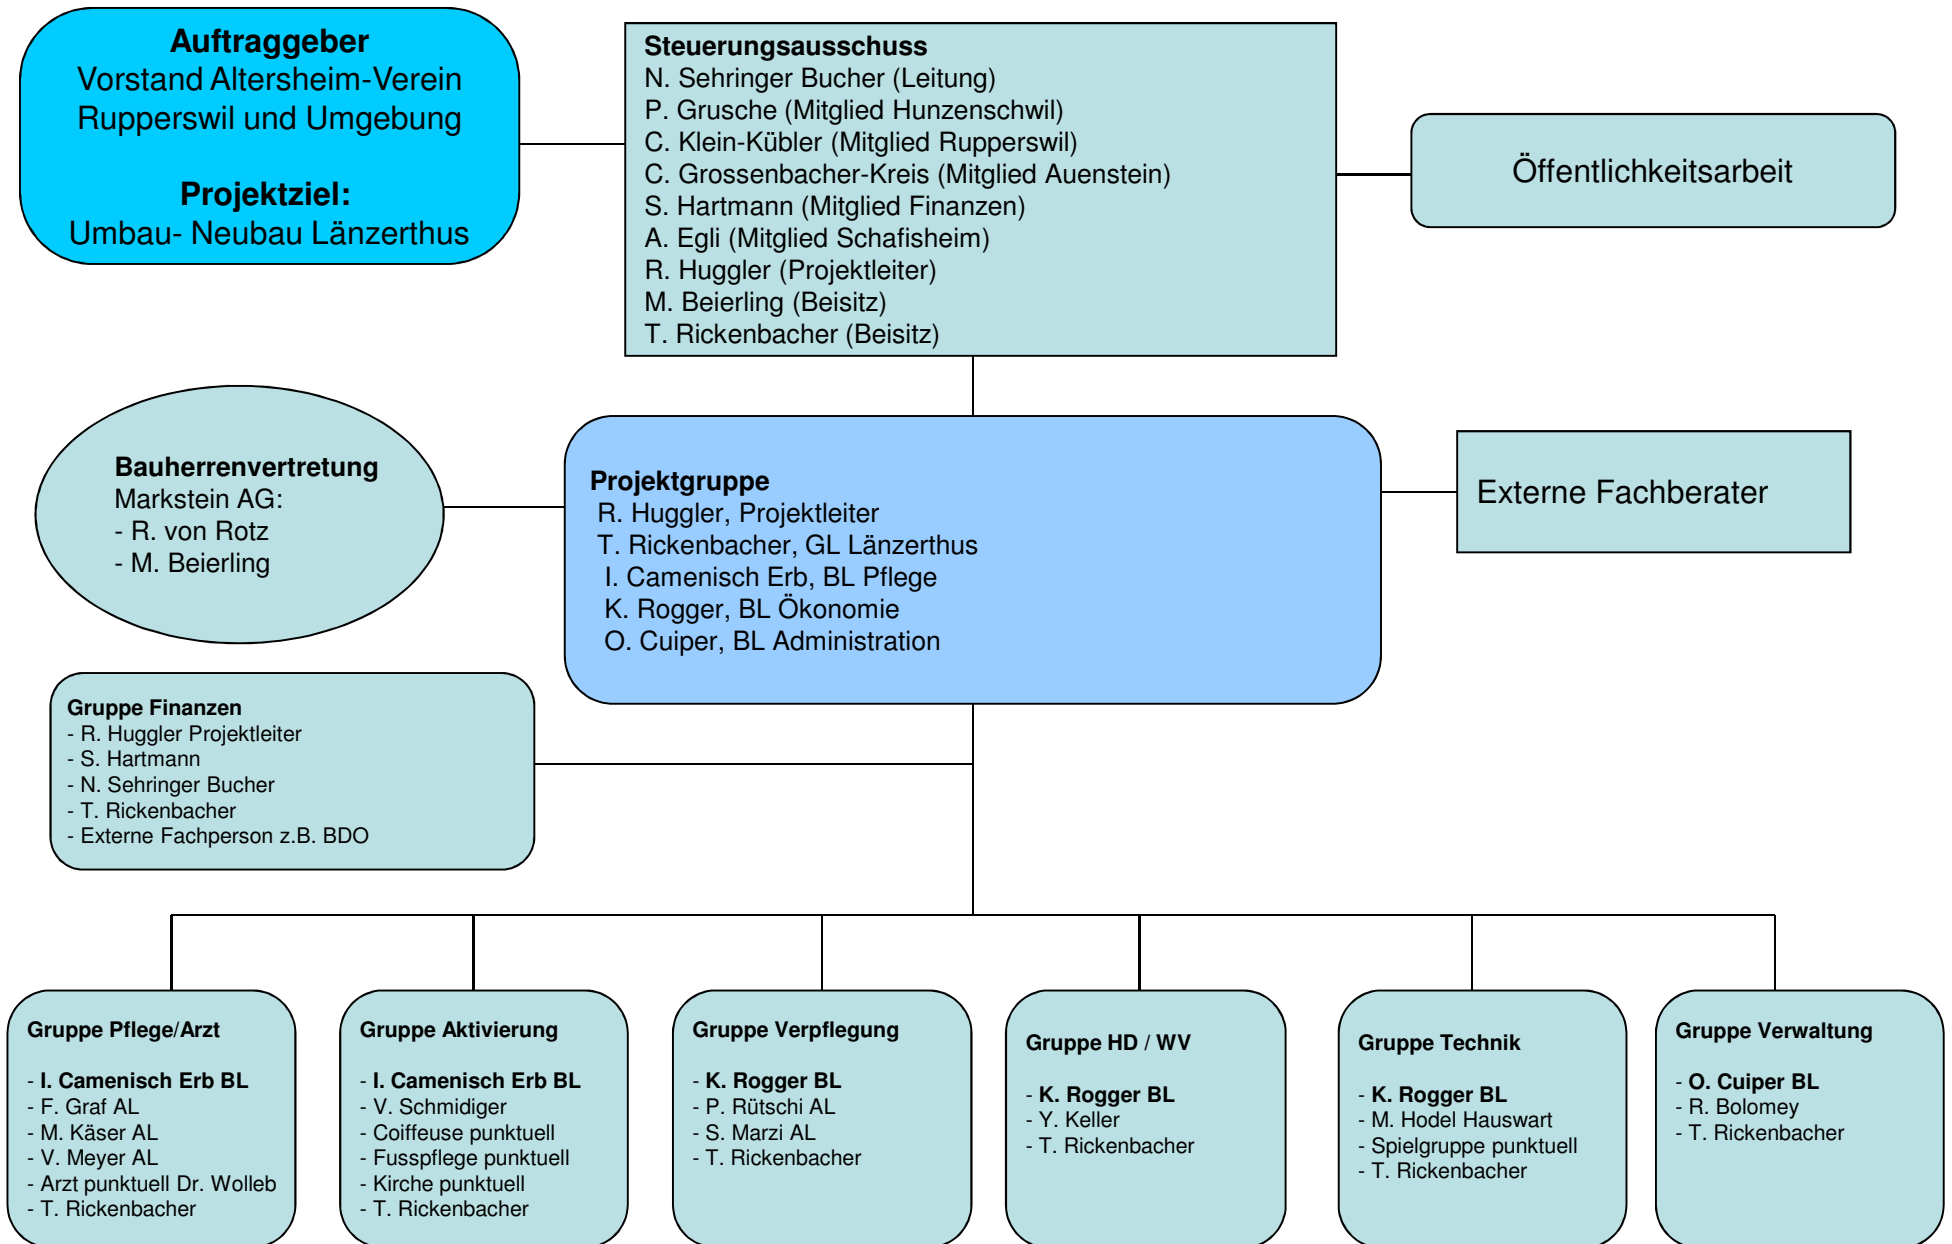 Auftraggeber
Vorstand Altersheim-Verein
Rupperswil und Umgebung
Projektziel:
Umbau- Neubau Länzerthus
Steuerungsausschuss
N. Sehringer Bucher (Leitung)
P. Grusche (Mitglied Hunzenschwil)
C. Klein-Kübler (Mitglied Rupperswil)
C. Grossenbacher-Kreis (Mitglied Auenstein)
S. Hartmann (Mitglied Finanzen)
A. Egli (Mitglied Schafisheim)
R. Huggler (Projektleiter)
M. Beierling (Beisitz)
T. Rickenbacher (Beisitz)
Öffentlichkeitsarbeit
Bauherrenvertretung
Markstein AG:
- R. von Rotz
- M. Beierling
Projektgruppe
R. Huggler, Projektleiter
T. Rickenbacher, GL Länzerthus
I. Camenisch Erb, BL Pflege
K. Rogger, BL Ökonomie
O. Cuiper, BL Administration
Externe Fachberater
Gruppe Finanzen
- R. Huggler Projektleiter
- S. Hartmann
- N. Sehringer Bucher
- T. Rickenbacher
- Externe Fachperson z.B. BDO
Gruppe Pflege/Arzt
- I. Camenisch Erb BL
- F. Graf AL
- M. Käser AL
- V. Meyer AL
- Arzt punktuell Dr. Wolleb
- T. Rickenbacher
Gruppe Aktivierung
- I. Camenisch Erb BL
- V. Schmidiger
- Coiffeuse punktuell
- Fusspflege punktuell
- Kirche punktuell
- T. Rickenbacher
Gruppe Verpflegung
- K. Rogger BL
- P. Rütschi AL
- S. Marzi AL
- T. Rickenbacher
Gruppe HD / WV
- K. Rogger BL
- Y. Keller
- T. Rickenbacher
Gruppe Technik
- K. Rogger BL
- M. Hodel Hauswart
- Spielgruppe punktuell
- T. Rickenbacher
Gruppe Verwaltung
- O. Cuiper BL
- R. Bolomey
- T. Rickenbacher